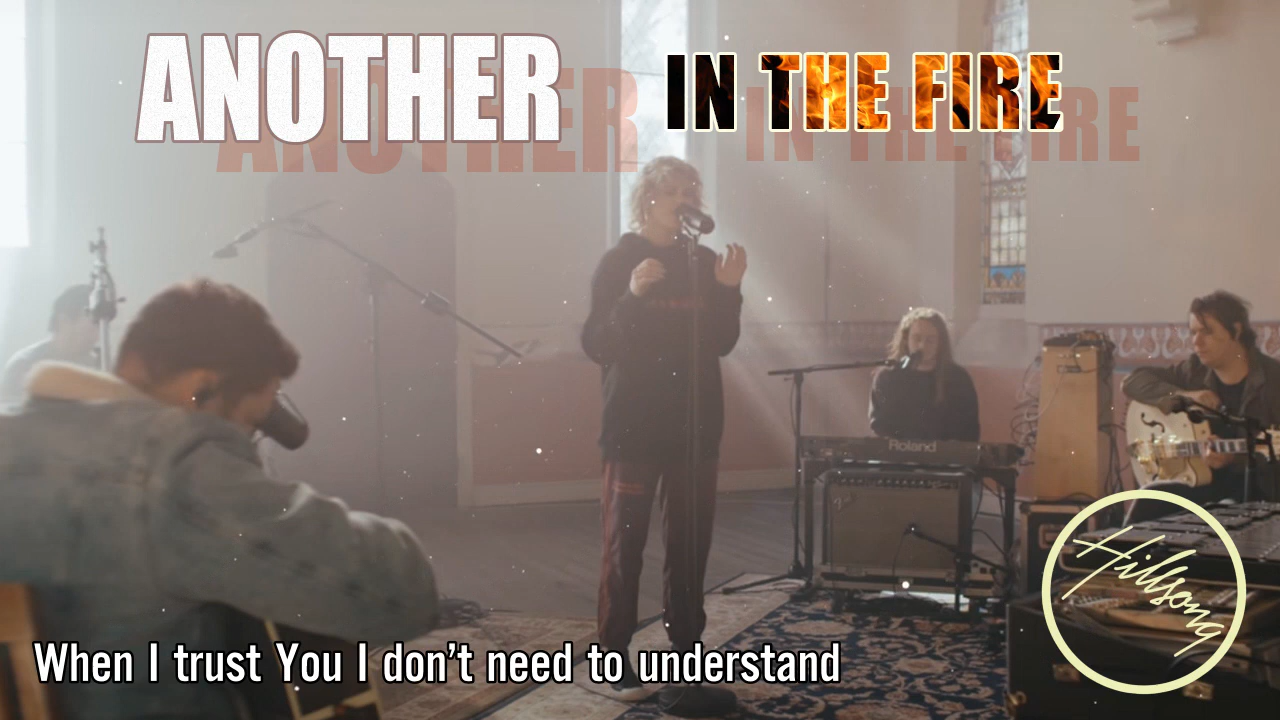 ANOTHER IN THE FIRE
Roland
Hillsong
When I trust You I don't need to understand